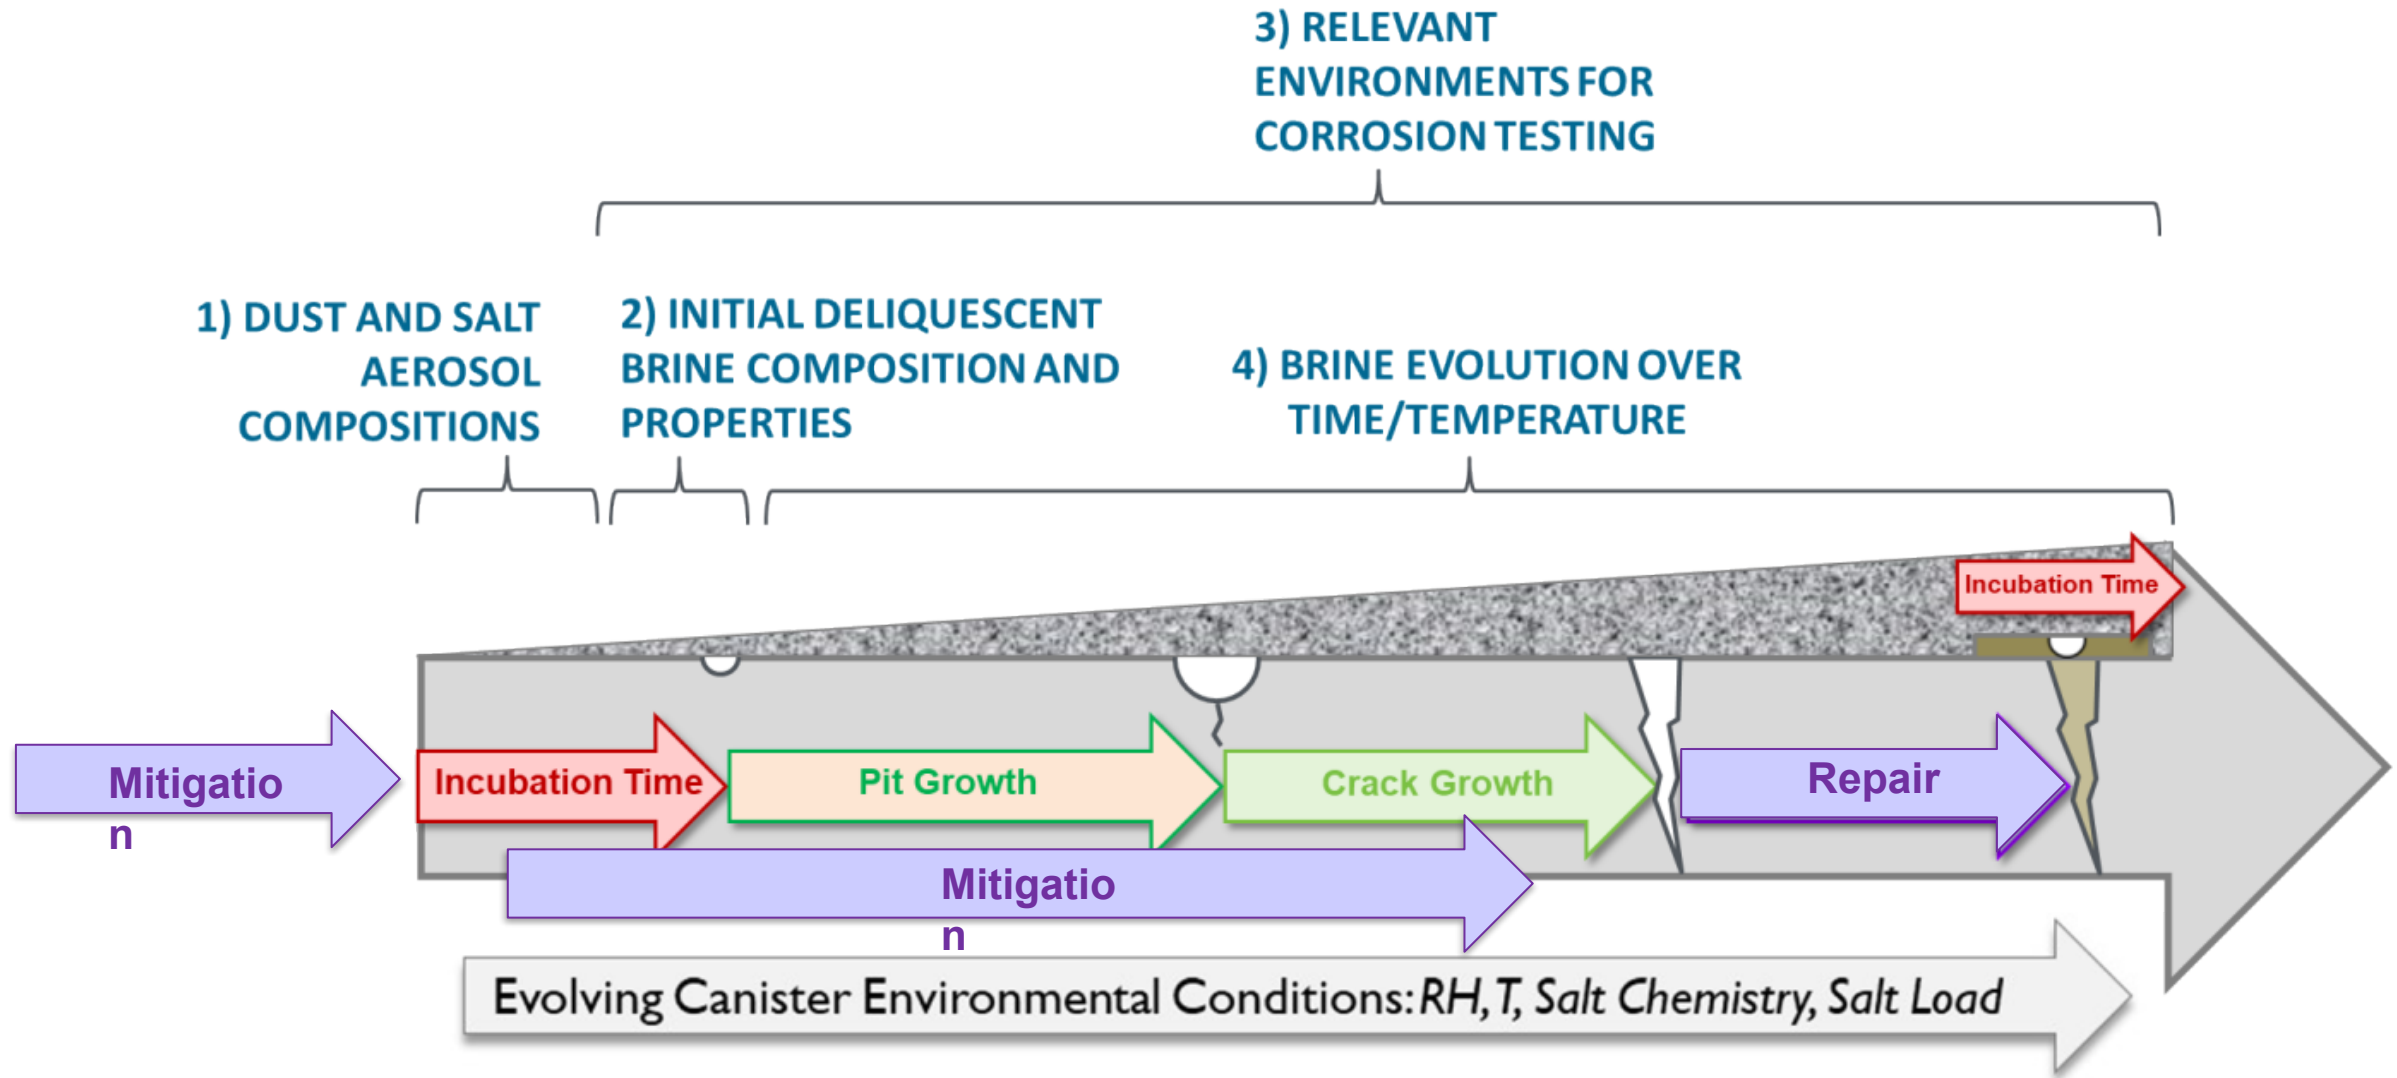 3) RELEVANT
ENVIRONMENTS FOR
CORROSION TESTING
1) DUST AND SALT
AEROSOL
COMPOSITIONS
2) INITIAL DELIQUESCENT
BRINE COMPOSITION AND
PROPERTIES
4) BRINE EVOLUTION OVER
TIME/TEMPERATURE
Incubation Time
Mitigatio
n
Incubation Time
Pit Growth
Crack Growth
Repair
Mitigatio
n
Evolving Canister Environmental Conditions: RH, T, Salt Chemistry, Salt Load